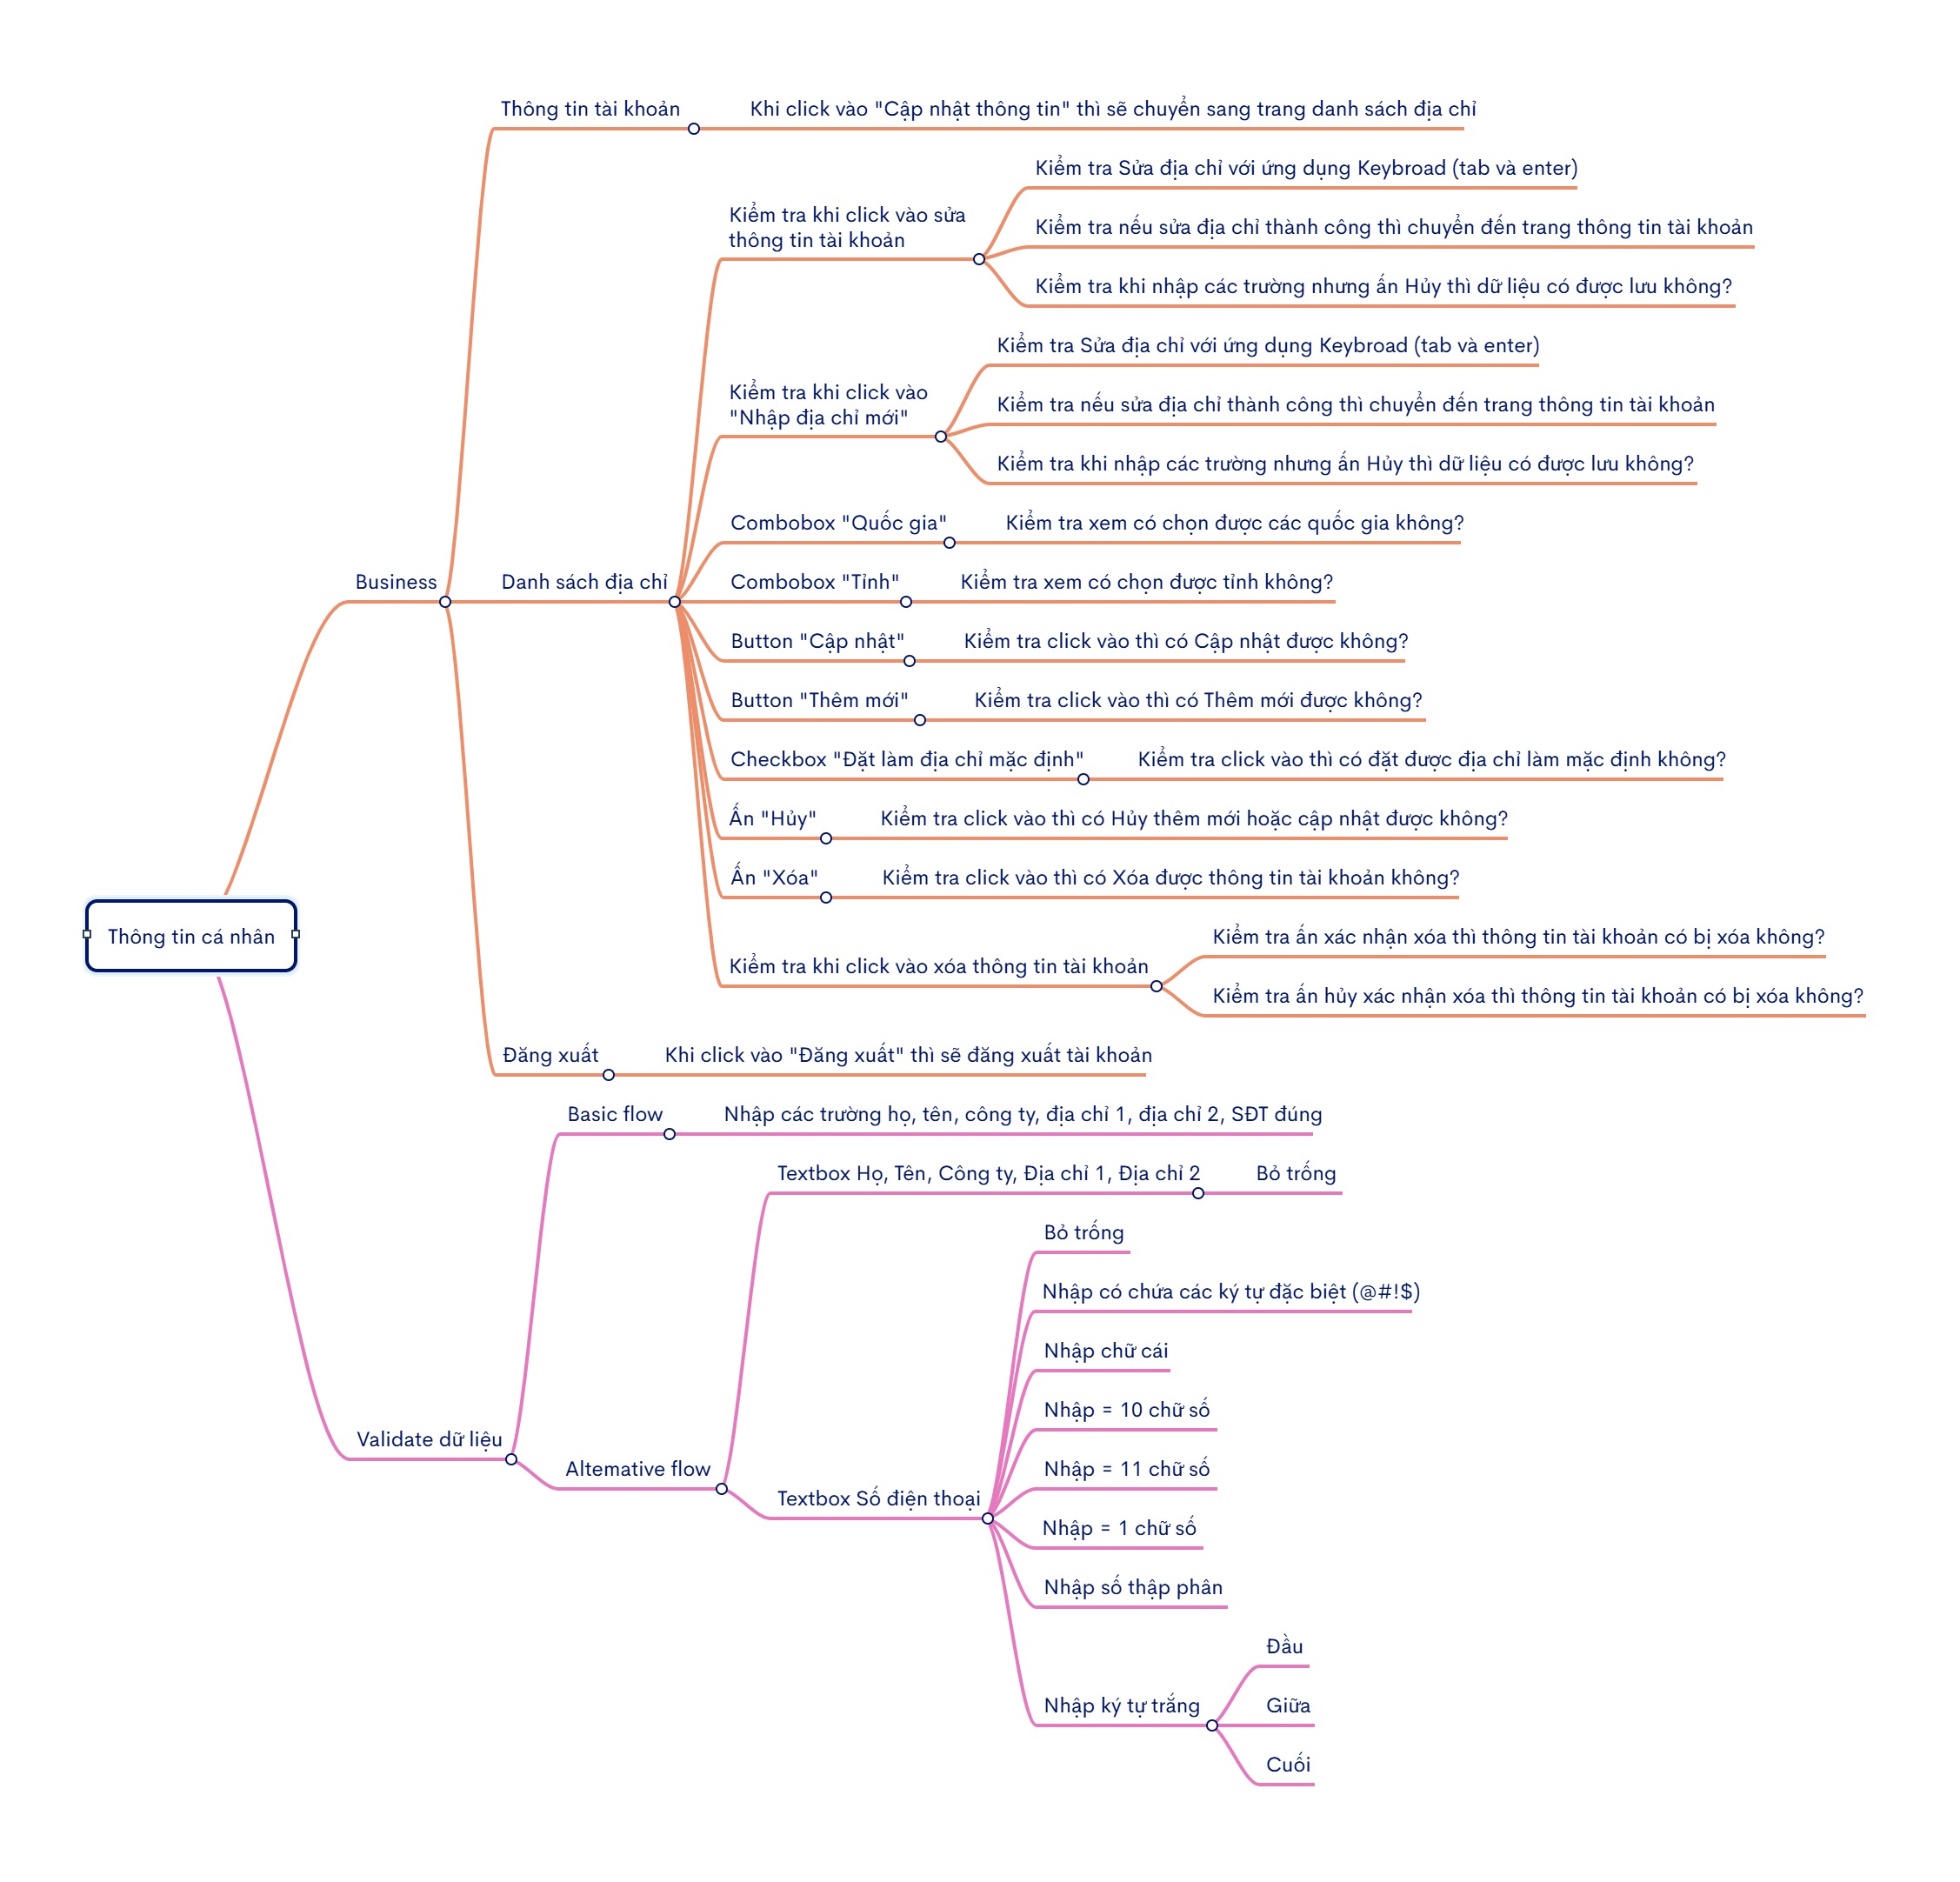 Thông tin cá nhân
Business
Thông tin tài khoản
Khi click vào "Cập nhật thông tin" thì sẽ chuyển sang trang danh sách địa chỉ
Danh sách địa chỉ
Kiểm tra khi click vào sửa
thông tin tài khoản
Kiểm tra Sửa địa chỉ với ứng dụng Keybroad (tab và enter)
Kiểm tra nếu sửa địa chỉ thành công thì chuyển đến trang thông tin tài khoản
Kiểm tra khi nhập các trường nhưng ấn Hủy thì dữ liệu có được lưu không?
Kiểm tra khi click vào
"Nhập địa chỉ mới"
Kiểm tra Sửa địa chỉ với ứng dụng Keybroad (tab và enter)
Kiểm tra nếu sửa địa chỉ thành công thì chuyển đến trang thông tin tài khoản
Kiểm tra khi nhập các trường nhưng ấn Hủy thì dữ liệu có được lưu không?
Combobox "Quốc gia"
Kiểm tra xem có chọn được các quốc gia không?
Combobox "Tỉnh"
Kiểm tra xem có chọn được tỉnh không?
Button "Cập nhật"
Kiểm tra click vào thì có Cập nhật được không?
Button "Thêm mới"
Kiểm tra click vào thì có Thêm mới được không?
Checkbox "Đặt làm địa chỉ mặc định"
Kiểm tra click vào thì có đặt được địa chỉ làm mặc định không?
Ấn "Hủy"
Kiểm tra click vào thì có Hủy thêm mới hoặc cập nhật được không?
Ấn "Xóa"
Kiểm tra click vào thì có Xóa được thông tin tài khoản không?
Kiểm tra khi click vào xóa thông tin tài khoản
Kiểm tra ấn xác nhận xóa thì thông tin tài khoản có bị xóa không?
Kiểm tra ấn hủy xác nhận xóa thì thông tin tài khoản có bị xóa không?
Đăng xuất
Khi click vào "Đăng xuất" thì sẽ đăng xuất tài khoản
Validate dữ liệu
Basic flow
Nhập các trường họ, tên, công ty, địa chỉ 1, địa chỉ 2, SĐT đúng
Altemative flow
Textbox Họ, Tên, Công ty, Địa chỉ 1, Địa chỉ 2
Bỏ trống
Textbox Số điện thoại
Bỏ trống
Nhập có chứa các ký tự đặc biệt (@#!$)
Nhập chữ cái
Nhập = 10 chữ số
Nhập = 11 chữ số
Nhập = 1 chữ số
Nhập số thập phân
Nhập ký tự trắng
Đầu
Giữa
Cuối